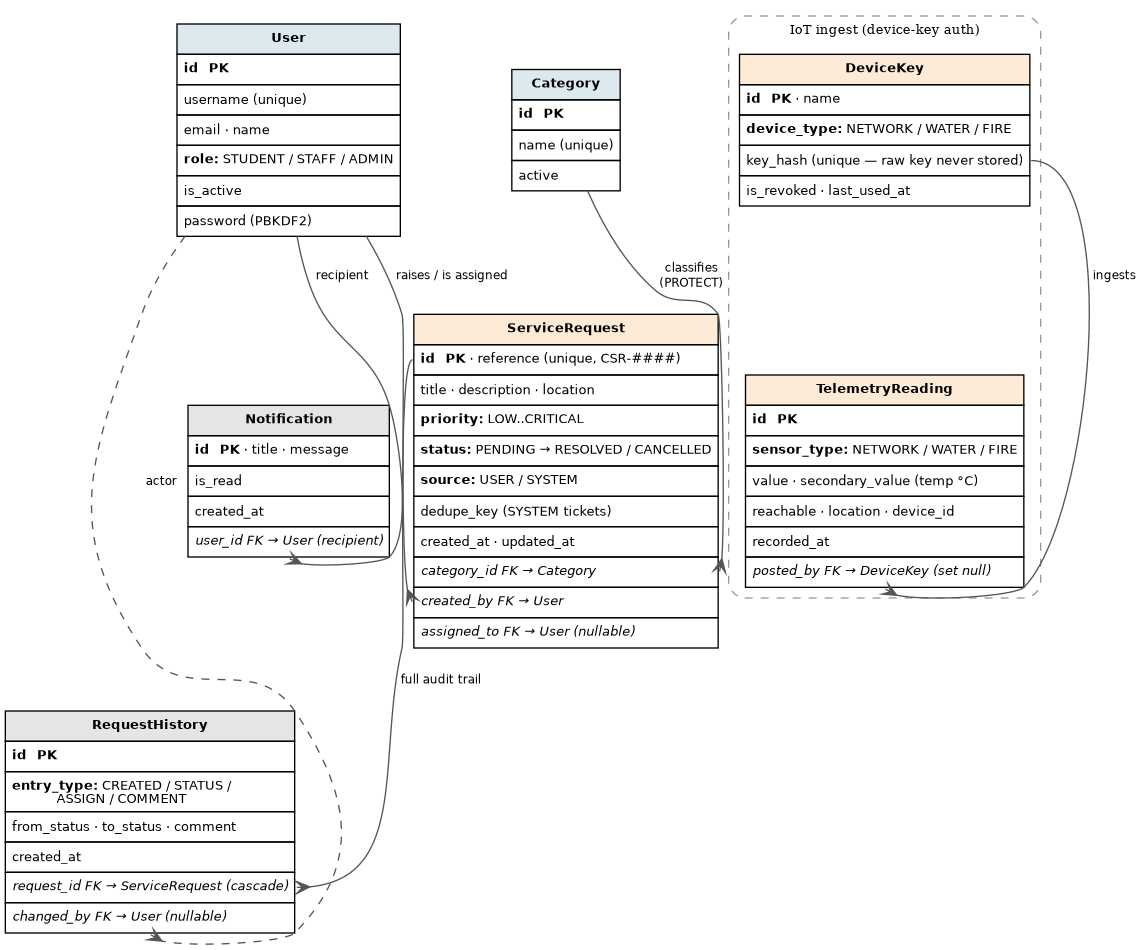 User
id PK
username (unique)
email · name
role: STUDENT / STAFF / ADMIN
is_active
password (PBKDF2)
Category
id PK
name (unique)
active
IoT ingest (device-key auth)
DeviceKey
id PK · name
device_type: NETWORK / WATER / FIRE
key_hash (unique — raw key never stored)
is_revoked · last_used_at
recipient
raises / is assigned
classifies
(PROTECT)
ingests
ServiceRequest
id PK · reference (unique, CSR-####)
title · description · location
priority: LOW..CRITICAL
status: PENDING → RESOLVED / CANCELLED
source: USER / SYSTEM
dedupe_key (SYSTEM tickets)
created_at · updated_at
category_id FK → Category
created_by FK → User
assigned_to FK → User (nullable)
TelemetryReading
id PK
sensor_type: NETWORK / WATER / FIRE
value · secondary_value (temp °C)
reachable · location · device_id
recorded_at
posted_by FK → DeviceKey (set null)
Notification
id PK · title · message
is_read
created_at
user_id FK → User (recipient)
actor
full audit trail
RequestHistory
id PK
entry_type: CREATED / STATUS /
ASSIGN / COMMENT
from_status · to_status · comment
created_at
request_id FK → ServiceRequest (cascade)
changed_by FK → User (nullable)